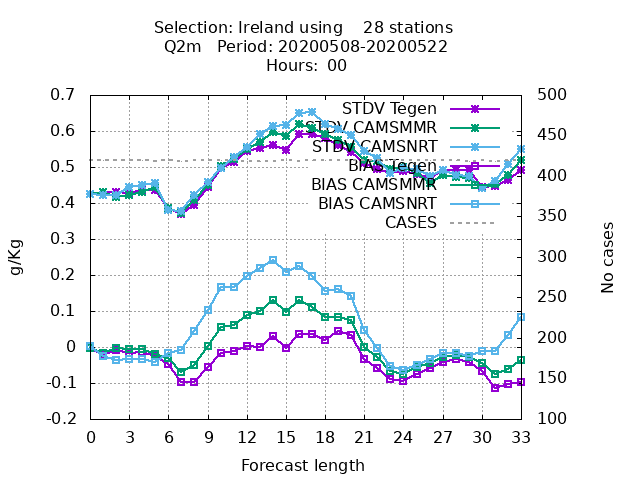 Selection: Ireland using 28 stations
Q2m Period: 20200508-20200522
Hours: 00
0.7
0.6
0.5
0.4
0.3
0.2
0.1
0
-0.1
-0.2
g/Kg
STDV Tegen
STDV CAMSMMR
STDV CAMSNRT
BIAS Tegen
BIAS CAMSMMR
BIAS CAMSNRT
CASES
500
450
400
350
300
250
200
150
100
No cases
0 3 6 9 12 15 18 21 24 27 30 33
Forecast length